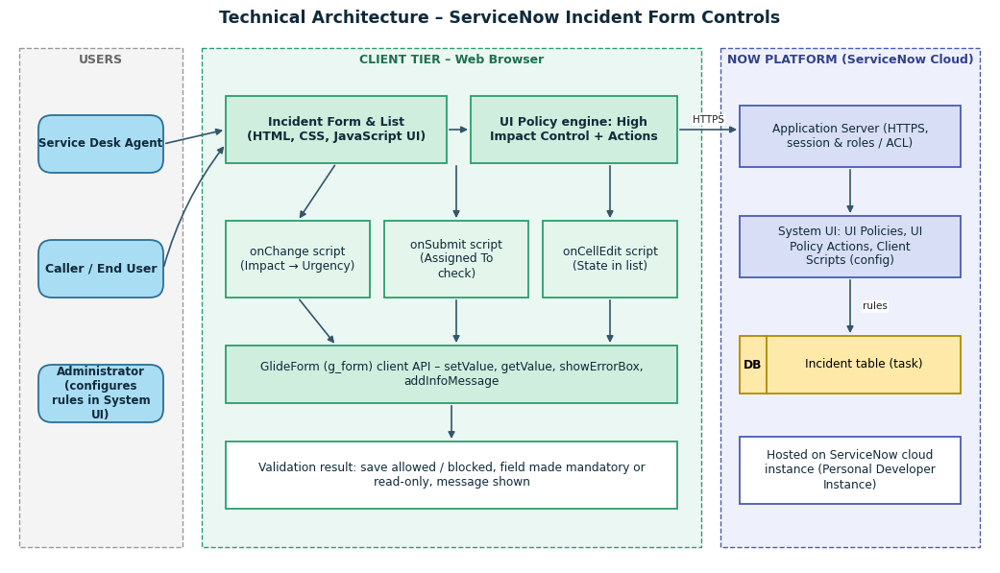 Technical Architecture – ServiceNow Incident Form Controls
USERS
Service Desk Agent
Caller / End User
Administrator
(configures
rules in System
UI)
CLIENT TIER – Web Browser
Incident Form & List
(HTML, CSS, JavaScript UI)
UI Policy engine: High
Impact Control + Actions
onChange script
(Impact → Urgency)
onSubmit script
(Assigned To
check)
onCellEdit script
(State in list)
GlideForm (g_form) client API – setValue, getValue, showErrorBox,
addInfoMessage
Validation result: save allowed / blocked, field made mandatory or
read-only, message shown
HTTPS
NOW PLATFORM (ServiceNow Cloud)
Application Server (HTTPS,
session & roles / ACL)
System UI: UI Policies, UI
Policy Actions, Client
Scripts (config)
rules
DB
Incident table (task)
Hosted on ServiceNow cloud
instance (Personal Developer
Instance)